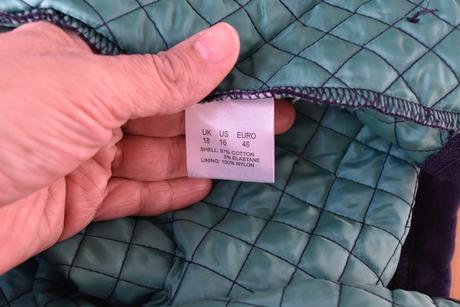 UK US EURO
18 16 46
SHELL: 97% COTTON
3% ELASTANE
LINING: 100% NYLON